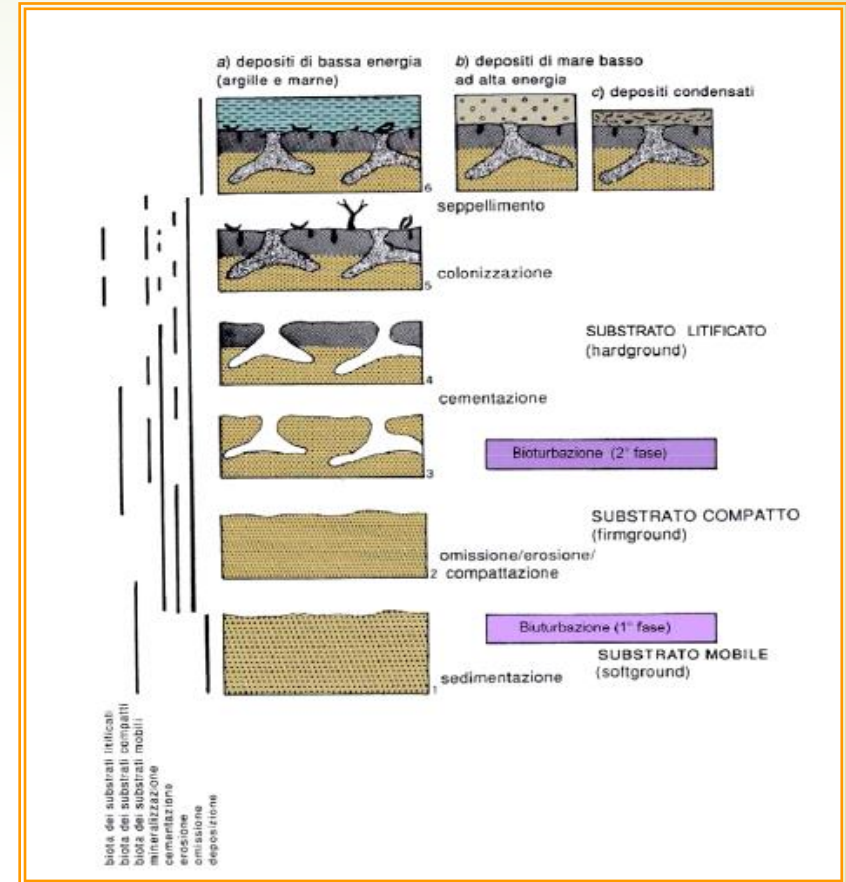 a) depositi di bassa energia
(argille e marne)
b) depositi di mare basso
ad alta energia
c) depositi condensati
6
seppellimento
5
colonizzazione
4
SUBSTRATO LITIFICATO
(hardground)
cementazione
3
Bioturbazione (2° fase)
SUBSTRATO COMPATTO
(firmground)
omissione/erosione/
2 compattazione
Biuturbazione (1° fase)
SUBSTRATO MOBILE
(softground)
1 sedimentazione
biota dei substrati litificati
biota dei substrati compatti
biota dei substrati mobili
mineralizzazione
cementazione
erosione
omissione
deposizione